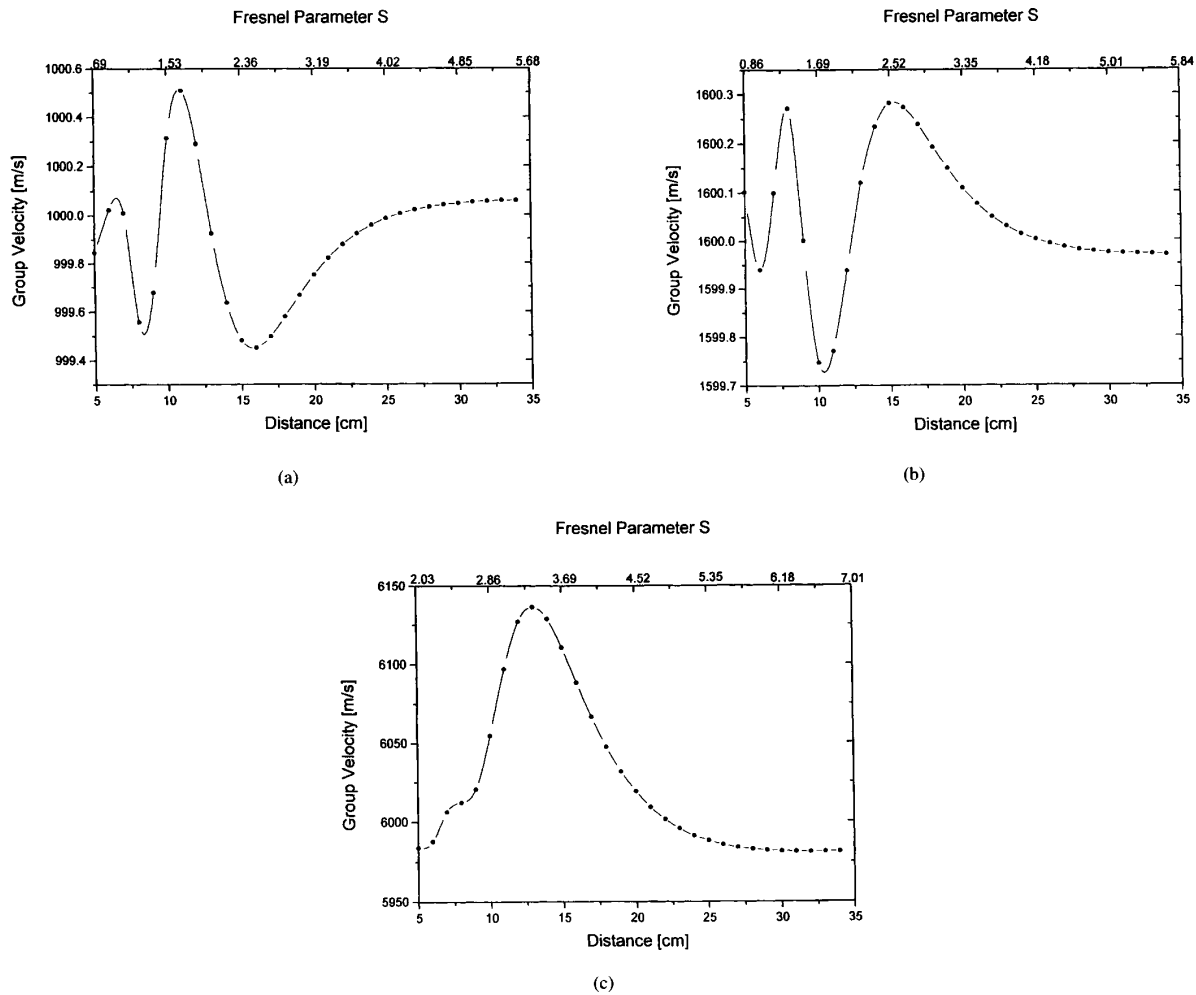 Fresnel Parameter S
.69 1.53 2.36 3.19 4.02 4.85 5.68
1000.6
1000.4
1000.2
1000.0
999.8
999.6
999.4
Group Velocity [m/s]
5 10 15 20 25 30 35
Distance [cm]
(a)
Fresnel Parameter S
0.86 1.69 2.52 3.35 4.18 5.01 5.84
1600.3
1600.2
1600.1
1600.0
1599.9
1599.8
1599.7
Group Velocity [m/s]
5 10 15 20 25 30 35
Distance [cm]
(b)
Fresnel Parameter S
2.03 2.86 3.69 4.52 5.35 6.18 7.01
6150
6100
6050
6000
5950
Group Velocity [m/s]
5 10 15 20 25 30 35
Distance [cm]
(c)